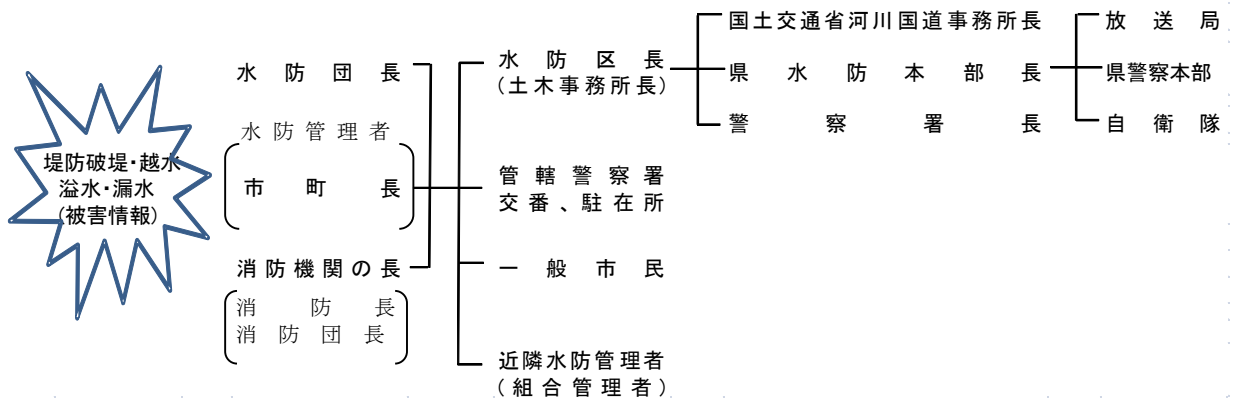 堤防破堤・越水
溢水・漏水
(被害情報)
水防団長
水防管理者
市町長
消防機関の長
消防長
消防団長
水防区長
(土木事務所長)
管轄警察署
交番、駐在所
一般市民
近隣水防管理者
(組合管理者)
国土交通省河川国道事務所長
県水防本部長
警察署長
放送局
県警察本部
自衛隊